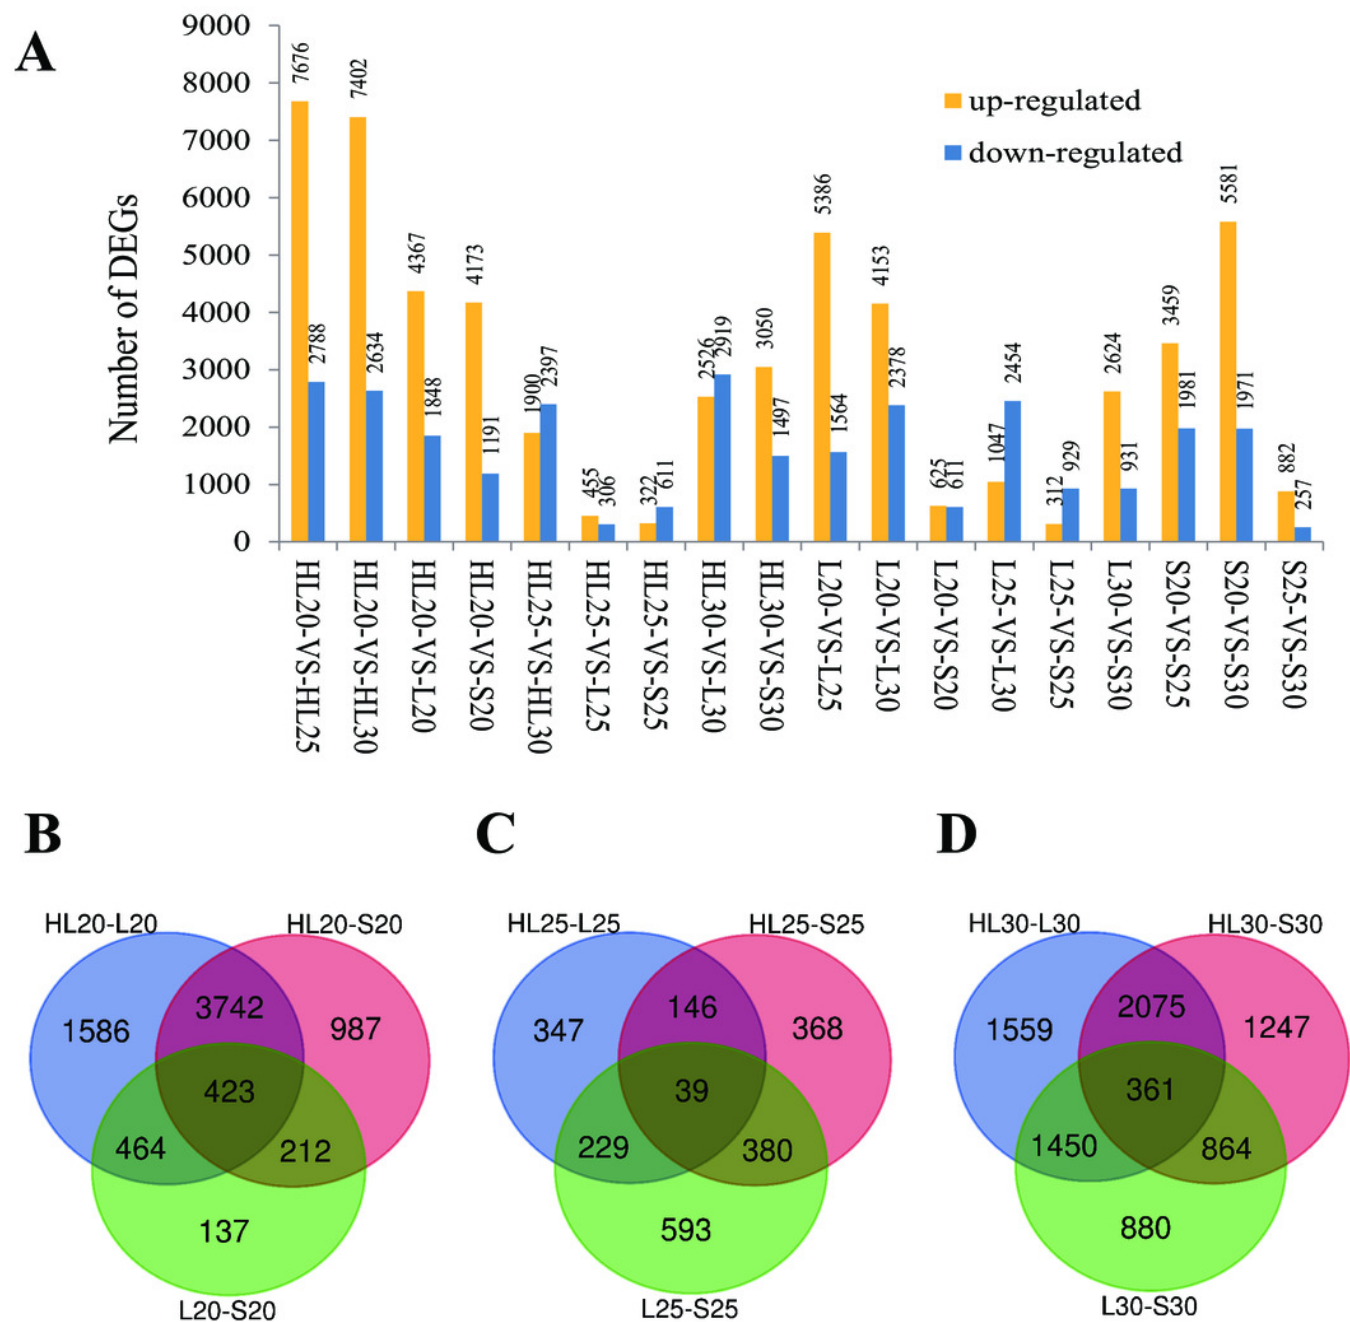 A
Number of DEGs
9000
8000
7000
6000
5000
4000
3000
2000
1000
0
up-regulated
down-regulated
7676
2788
7402
2634
4367
1848
4173
1191
1900
2397
455
306
322
611
2526
2919
3050
1497
5386
1564
4153
2378
625
611
1047
2454
312
929
2624
931
3459
1981
5581
1971
882
257
HL20-VS-HL25
HL20-VS-HL30
HL20-VS-L20
HL20-VS-S20
HL25-VS-HL30
HL25-VS-L25
HL25-VS-S25
HL30-VS-L30
HL30-VS-S30
L20-VS-L25
L20-VS-L30
L20-VS-S20
L25-VS-L30
L25-VS-S25
L30-VS-S30
S20-VS-S25
S20-VS-S30
S25-VS-S30
B
HL20-L20
HL20-S20
3742
1586
987
423
464
212
137
L20-S20
C
HL25-L25
HL25-S25
146
347
368
39
229
380
593
L25-S25
D
HL30-L30
HL30-S30
2075
1559
1247
361
1450
864
880
L30-S30